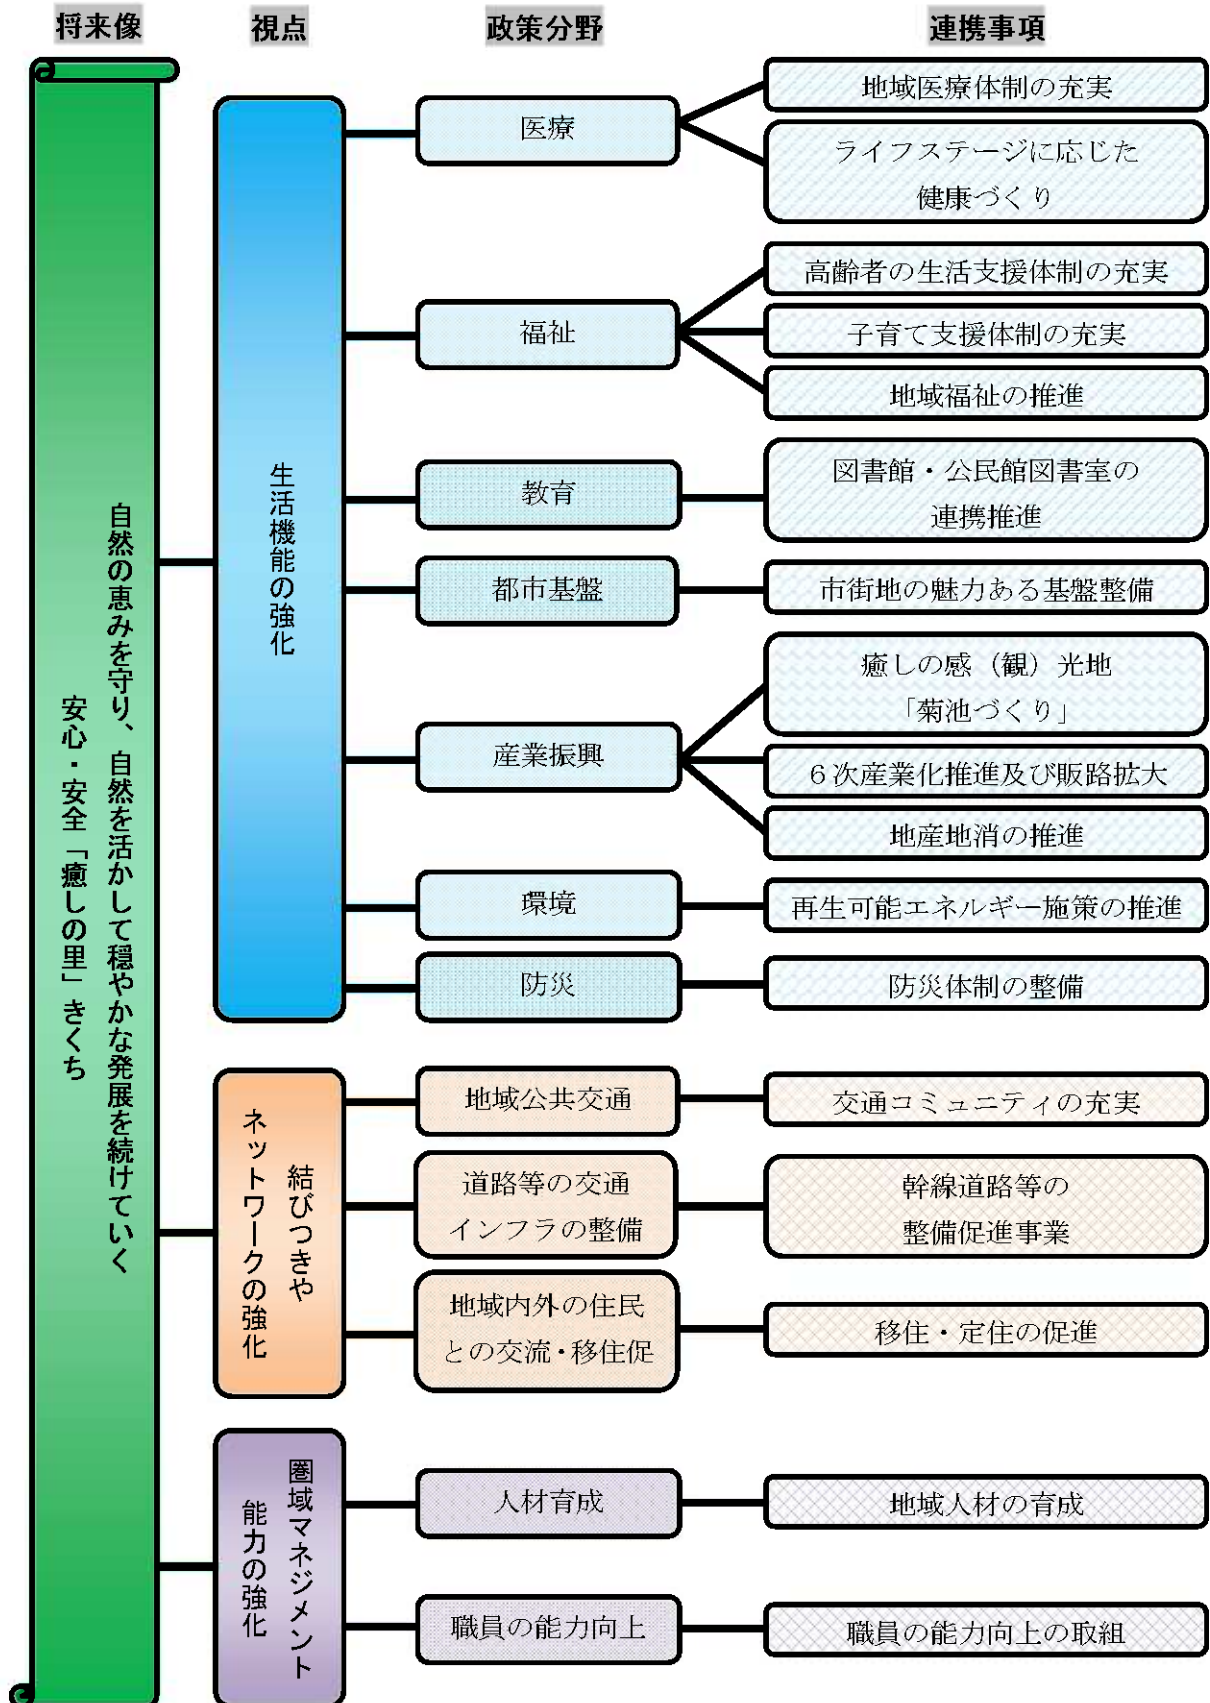 将来像
視点
政策分野
連携事項
自然の恵みを守り、自然を活かして穏やかな発展を続けていく
安心・安全「癒しの里」きくち
生活機能の強化
医療
地域医療体制の充実
ライフステージに応じた
健康づくり
福祉
高齢者の生活支援体制の充実
子育て支援体制の充実
地域福祉の推進
教育
図書館・公民館図書室の
連携推進
都市基盤
市街地の魅力ある基盤整備
産業振興
癒しの感（観）光地
「菊池づくり」
６次産業化推進及び販路拡大
地産地消の推進
環境
再生可能エネルギー施策の推進
防災
防災体制の整備
結びつきや
ネットワークの強化
地域公共交通
交通コミュニティの充実
道路等の交通
インフラの整備
幹線道路等の
整備促進事業
地域内外の住民
との交流・移住促
移住・定住の促進
圏域マネジメント
能力の強化
人材育成
地域人材の育成
職員の能力向上
職員の能力向上の取組